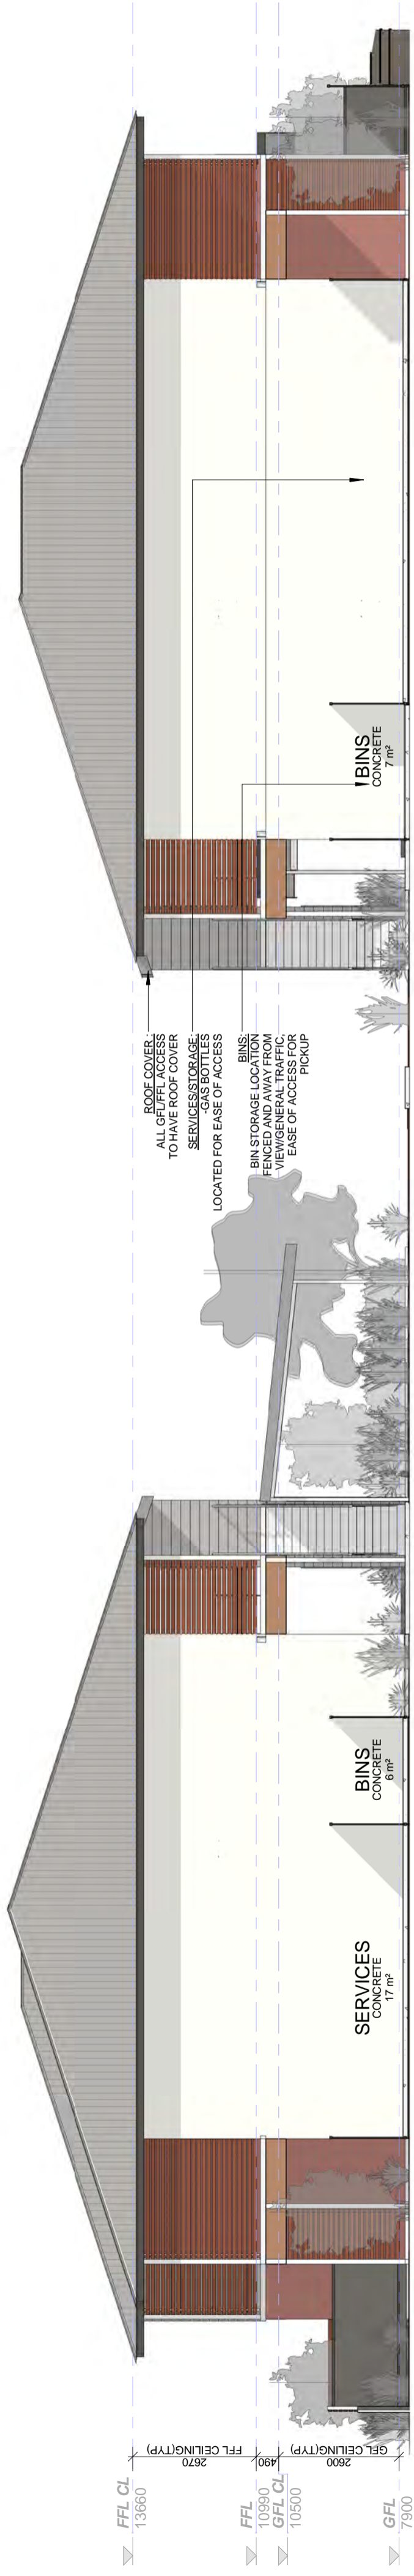 FFL CL
13660
FFL CEILING(TYP)
2670
FFL
10990
490
GFL CL
10500
GFL CEILING(TYP)
2600
GFL
7900
SERVICES
CONCRETE
17 m²
BINS
CONCRETE
6 m²
ROOF COVER :
ALL GFL/FFL ACCESS
TO HAVE ROOF COVER
SERVICES/STORAGE:
-GAS BOTTLES
LOCATED FOR EASE OF ACCESS
BINS:
BIN STORAGE LOCATION
FENCED AND AWAY FROM
VIEW/GENERAL TRAFFIC,
EASE OF ACCESS FOR
PICKUP
BINS
CONCRETE
7 m²